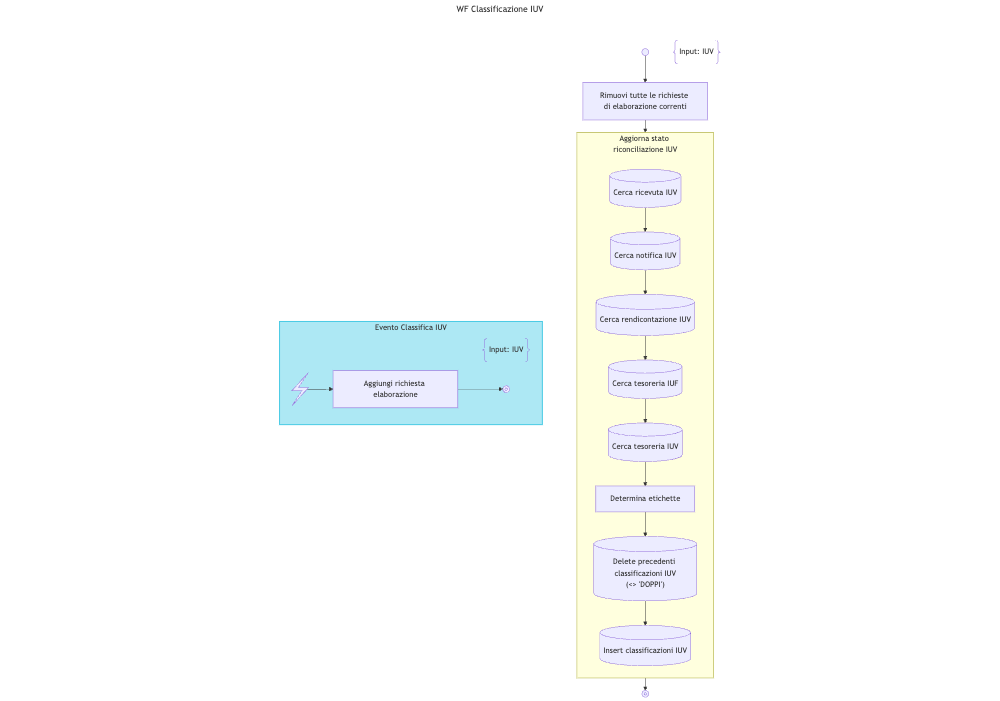 WF Classificazione IUV
Input: IUV
Rimuovi tutte le richieste
di elaborazione correnti
Aggiorna stato
riconciliazione IUV
Cerca ricevuta IUV
Cerca notifica IUV
Cerca rendicontazione IUV
Cerca tesoreria IUF
Cerca tesoreria IUV
Determina etichette
Delete precedenti
classificazioni IUV
(<> 'DOPPI')
Insert classificazioni IUV
Evento Classifica IUV
Input: IUV
Aggiungi richiesta
elaborazione